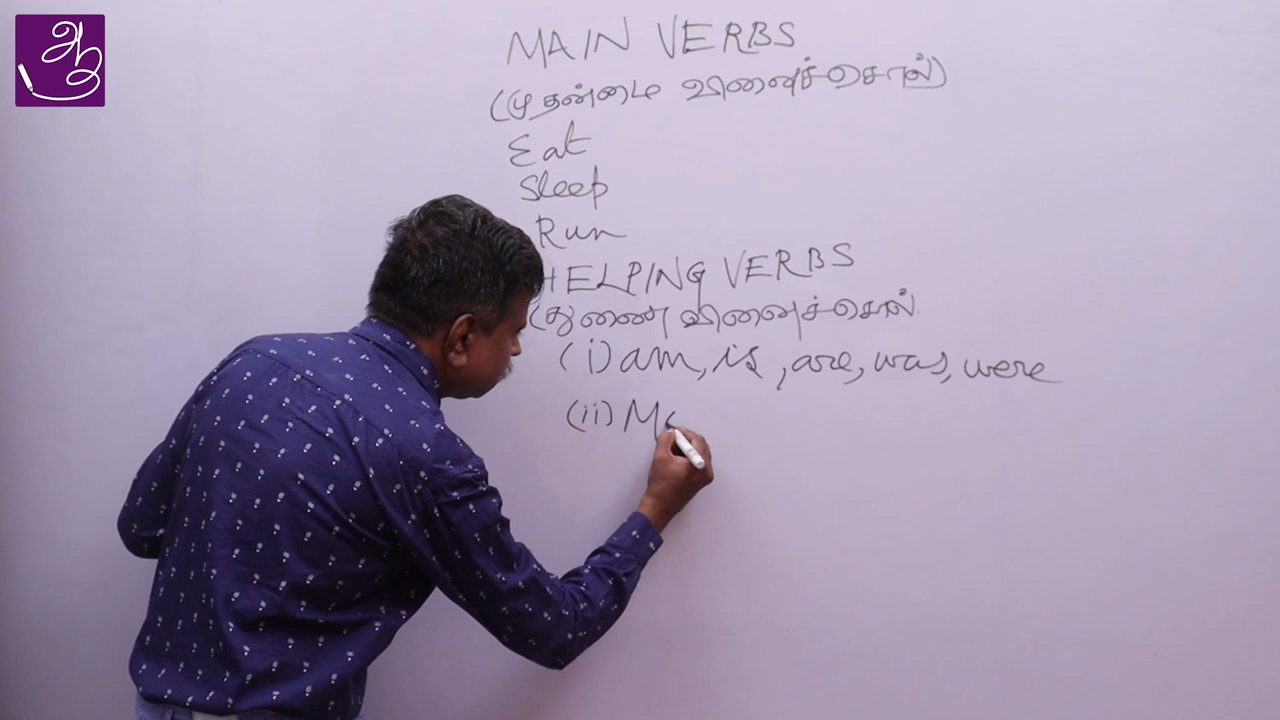 MAIN VERBS
(முதன்மை வினைச்சொல்)
Eat
Sleep
Run
HELPING VERBS
(துணை வினைச்சொல்
(i) am, is, are, was, were
(ii) M